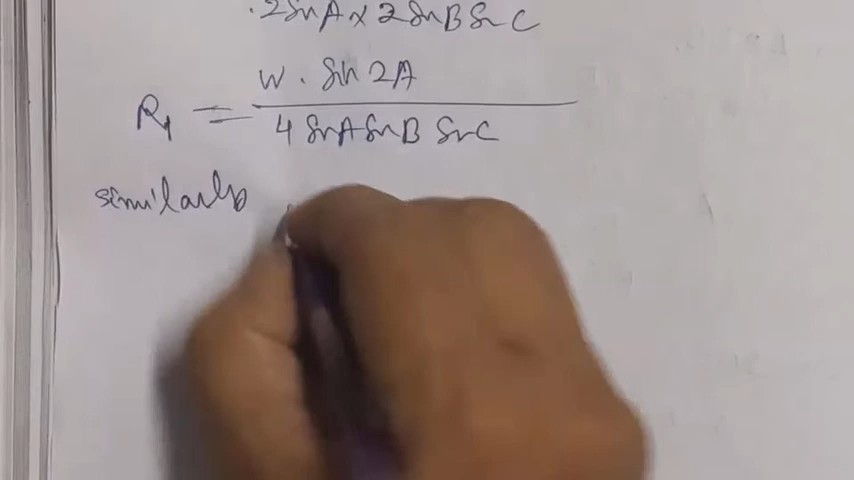 . 2 Sin A x 2 Sin B Sin C
R1 = W . Sin 2A / 4 Sin A Sin B Sin C
similarly